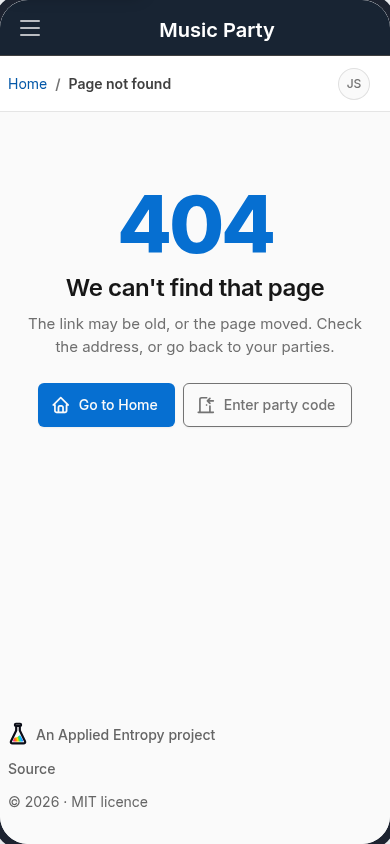 Music Party
Home / Page not found
JS
404
We can't find that page
The link may be old, or the page moved. Check
the address, or go back to your parties.
Go to Home
Enter party code
An Applied Entropy project
Source
© 2026 · MIT licence